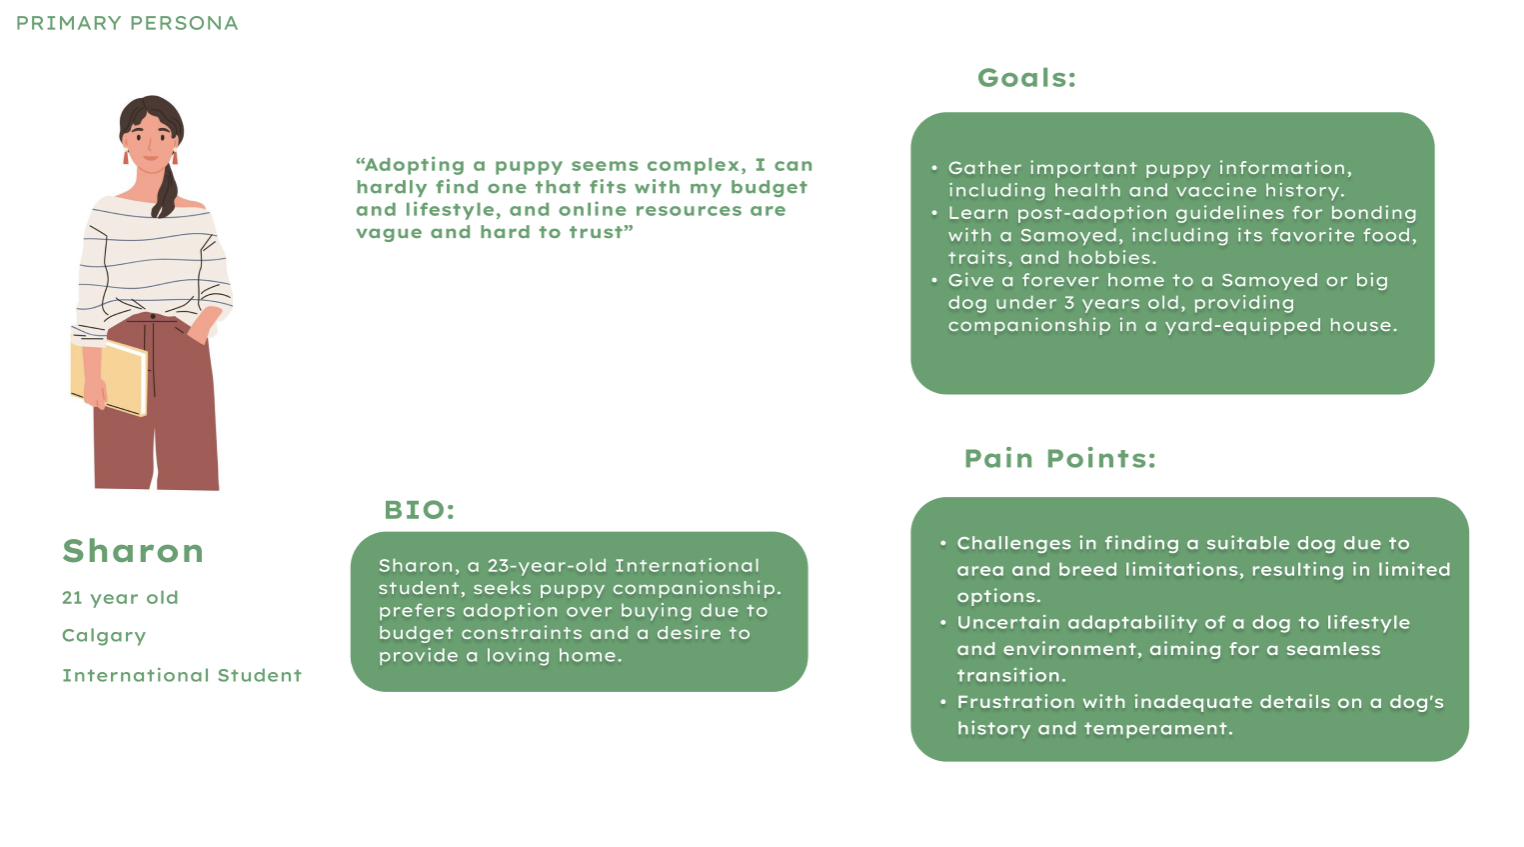 PRIMARY PERSONA
“Adopting a puppy seems complex, I can
hardly find one that fits with my budget
and lifestyle, and online resources are
vague and hard to trust”
Sharon
21 year old
Calgary
International Student
BIO:
Sharon, a 23-year-old International
student, seeks puppy companionship.
prefers adoption over buying due to
budget constraints and a desire to
provide a loving home.
Goals:
• Gather important puppy information,
including health and vaccine history.
• Learn post-adoption guidelines for bonding
with a Samoyed, including its favorite food,
traits, and hobbies.
• Give a forever home to a Samoyed or big
dog under 3 years old, providing
companionship in a yard-equipped house.
Pain Points:
• Challenges in finding a suitable dog due to
area and breed limitations, resulting in limited
options.
• Uncertain adaptability of a dog to lifestyle
and environment, aiming for a seamless
transition.
• Frustration with inadequate details on a dog's
history and temperament.